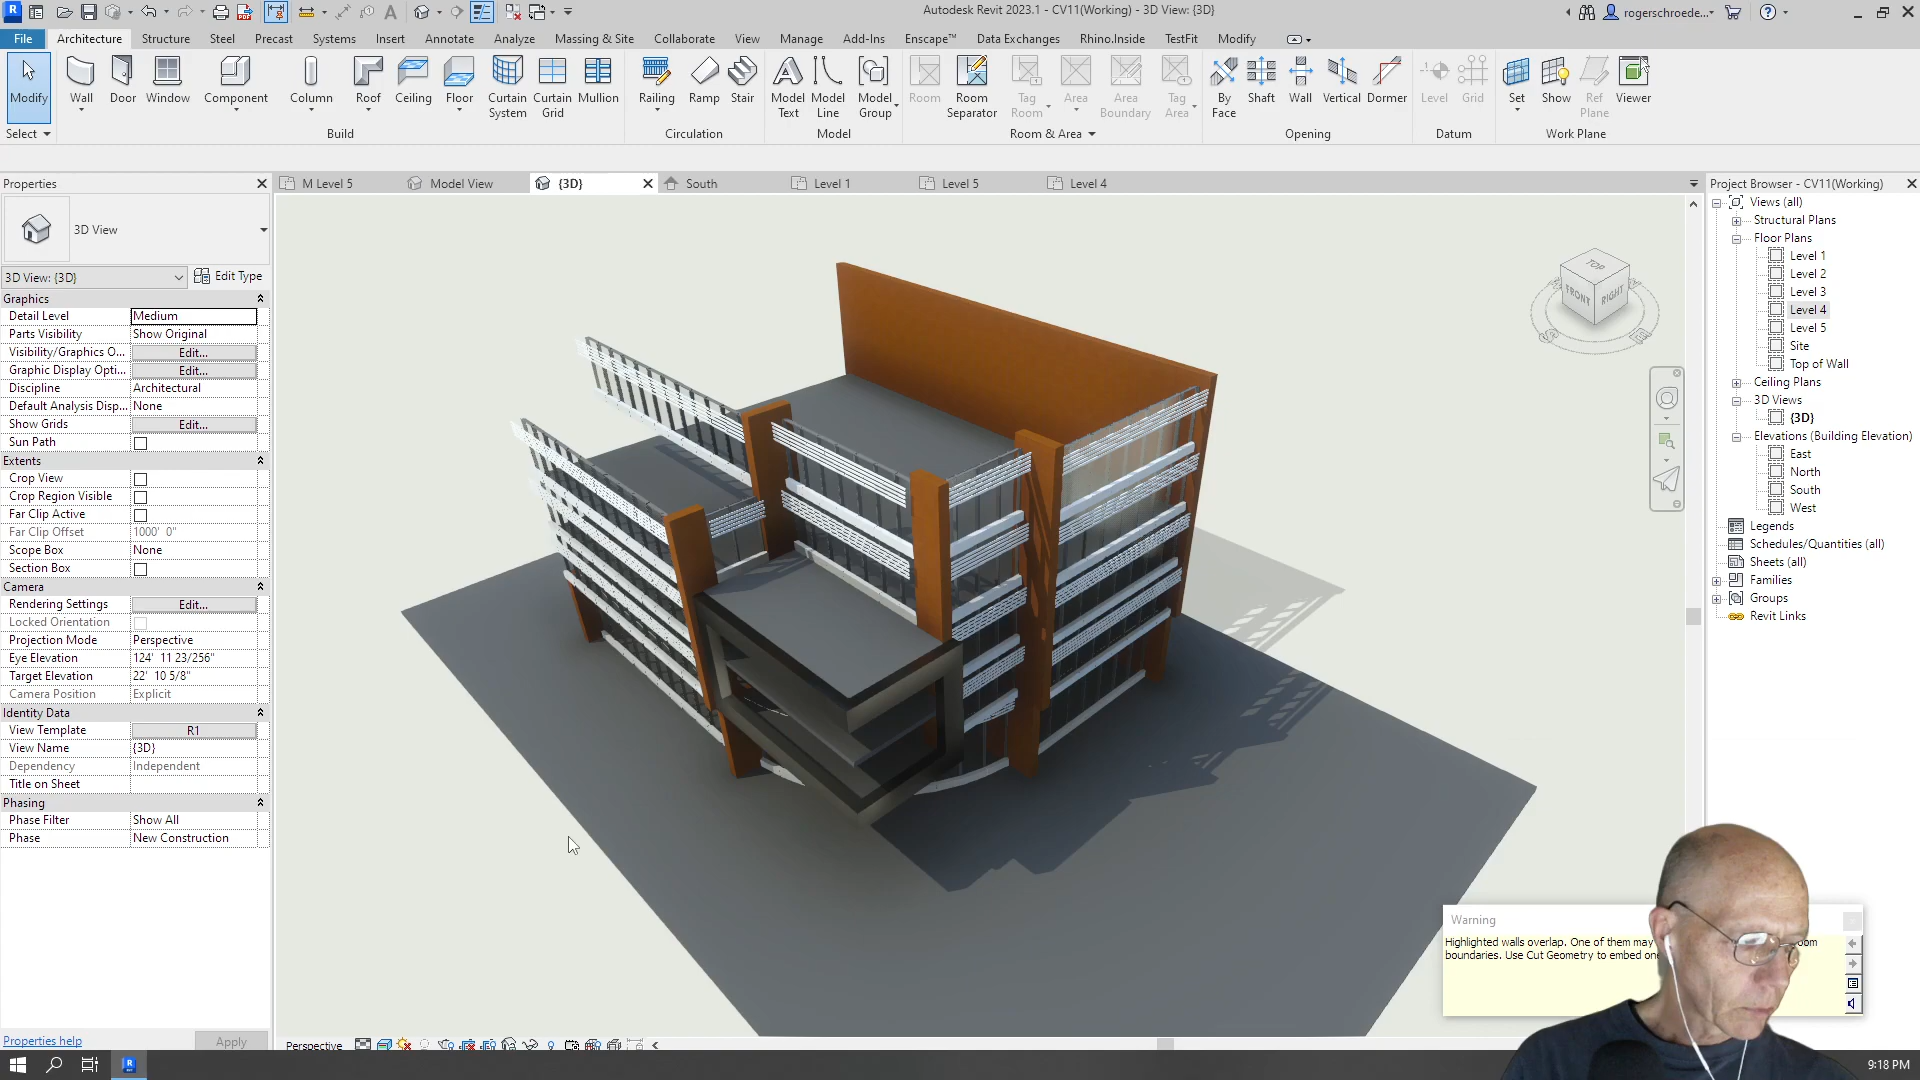 Autodesk Revit 2023.1 - CV11(Working) - 3D View: {3D}
rogerschroede...
File Architecture Structure Steel Precast Systems Insert Annotate Analyze Massing & Site Collaborate View Manage Add-Ins Enscape™ Data Exchanges Rhino.Inside TestFit Modify
Modify Wall Door Window Component Column Roof Ceiling Floor Curtain System Curtain Grid Mullion Railing Ramp Stair Model Text Model Line Model Group Room Room Separator Tag Room Area Area Boundary Tag Area By Face Shaft Wall Vertical Dormer Level Grid Set Show Ref Plane Viewer
Select Build Circulation Model Room & Area Opening Datum Work Plane
Properties
M Level 5 Model View {3D} South Level 1 Level 5 Level 4
Project Browser - CV11(Working)
3D View
3D View: {3D} Edit Type
Graphics
Detail Level Medium
Parts Visibility Show Original
Visibility/Graphics O... Edit...
Graphic Display Opti... Edit...
Discipline Architectural
Default Analysis Disp... None
Show Grids Edit...
Sun Path
Extents
Crop View
Crop Region Visible
Far Clip Active
Far Clip Offset 1000' 0"
Scope Box None
Section Box
Camera
Rendering Settings Edit...
Locked Orientation
Projection Mode Perspective
Eye Elevation 124' 11 23/256"
Target Elevation 22' 10 5/8"
Camera Position Explicit
Identity Data
View Template R1
View Name {3D}
Dependency Independent
Title on Sheet
Phasing
Phase Filter Show All
Phase New Construction
Properties help Apply
TOP
FRONT RIGHT
Views (all)
Structural Plans
Floor Plans
Level 1
Level 2
Level 3
Level 4
Level 5
Site
Top of Wall
Ceiling Plans
3D Views
{3D}
Elevations (Building Elevation)
East
North
South
West
Legends
Schedules/Quantities (all)
Sheets (all)
Families
Groups
Revit Links
Warning
Highlighted walls overlap. One of them may
boundaries. Use Cut Geometry to embed
Perspective
9:18 PM